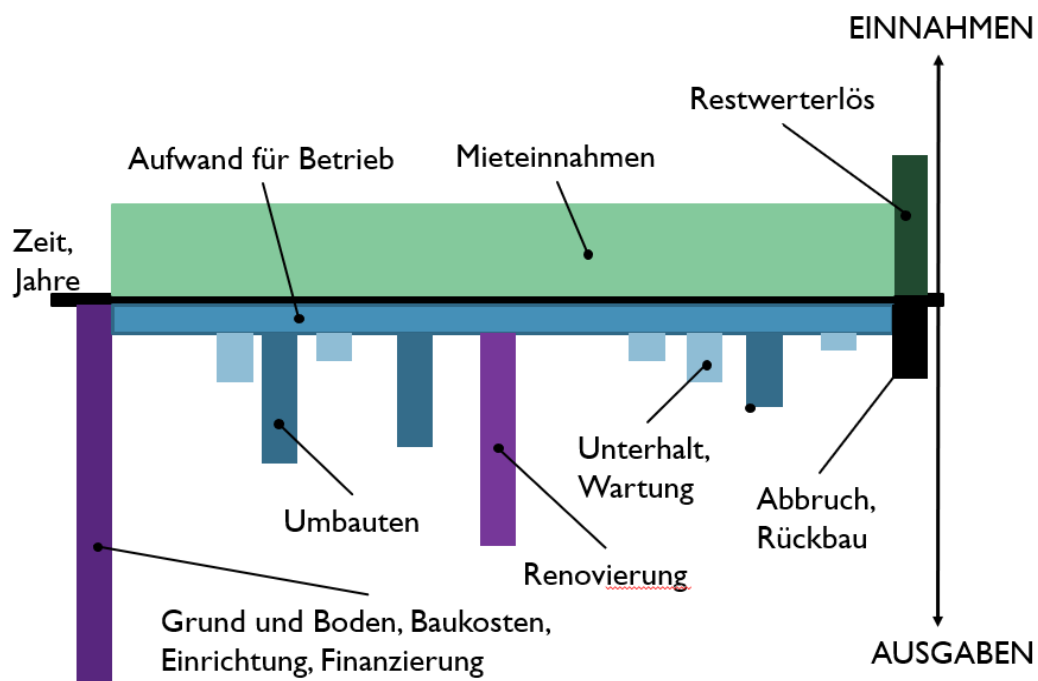 EINNAHMEN
Restwerterlös
Aufwand für Betrieb
Mieteinnahmen
Zeit,
Jahre
Unterhalt,
Wartung
Umbauten
Abbruch,
Rückbau
Renovierung
Grund und Boden, Baukosten,
Einrichtung, Finanzierung
AUSGABEN